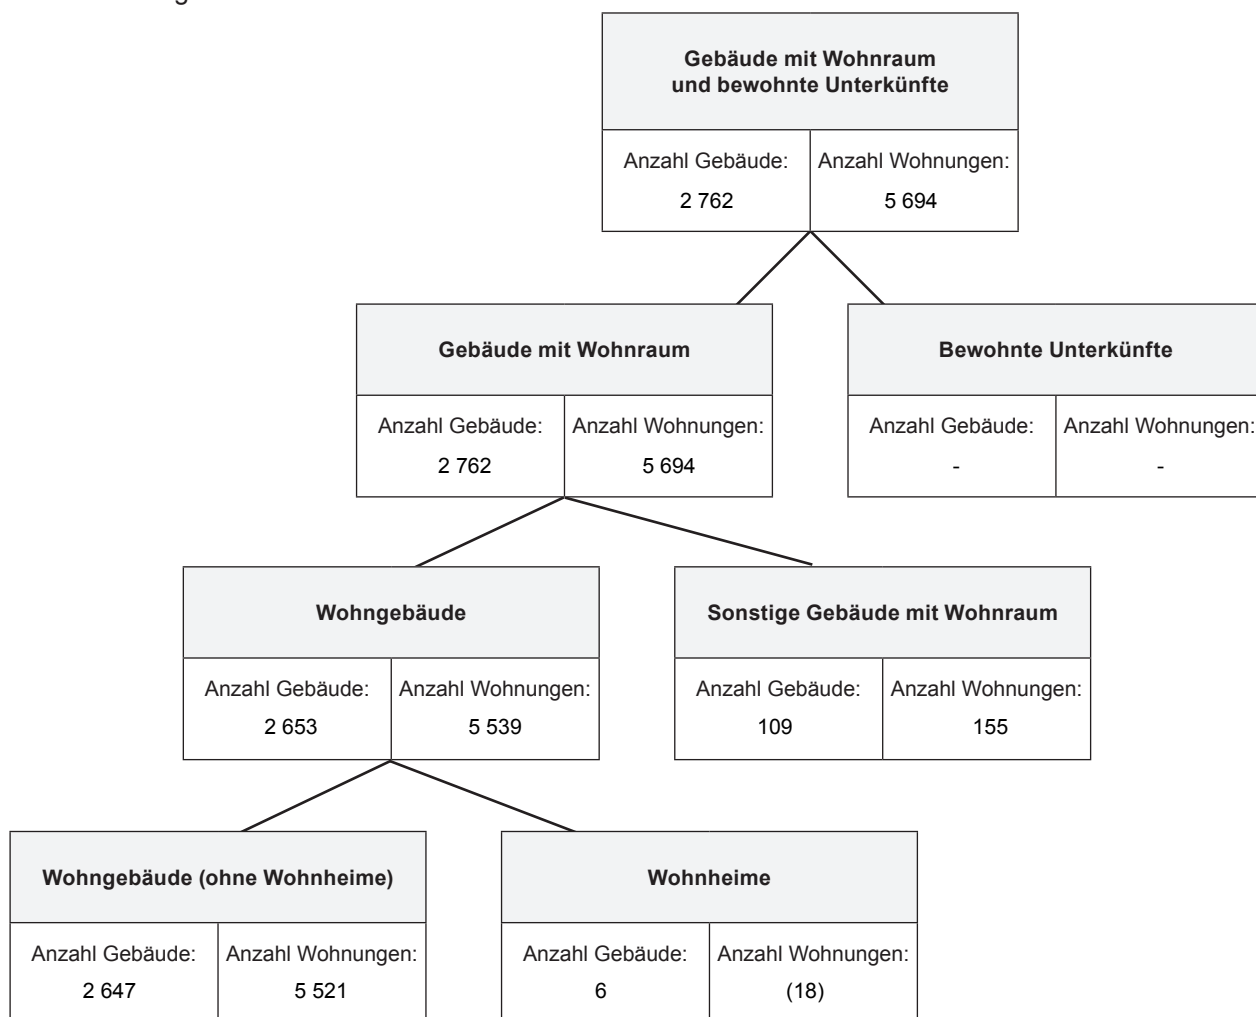 Gebäude mit Wohnraum
und bewohnte Unterkünfte
Anzahl Gebäude: Anzahl Wohnungen:
2 762 5 694
Gebäude mit Wohnraum
Anzahl Gebäude: Anzahl Wohnungen:
2 762 5 694
Bewohnte Unterkünfte
Anzahl Gebäude: Anzahl Wohnungen:
- -
Wohngebäude
Anzahl Gebäude: Anzahl Wohnungen:
2 653 5 539
Sonstige Gebäude mit Wohnraum
Anzahl Gebäude: Anzahl Wohnungen:
109 155
Wohngebäude (ohne Wohnheime)
Anzahl Gebäude: Anzahl Wohnungen:
2 647 5 521
Wohnheime
Anzahl Gebäude: Anzahl Wohnungen:
6 (18)